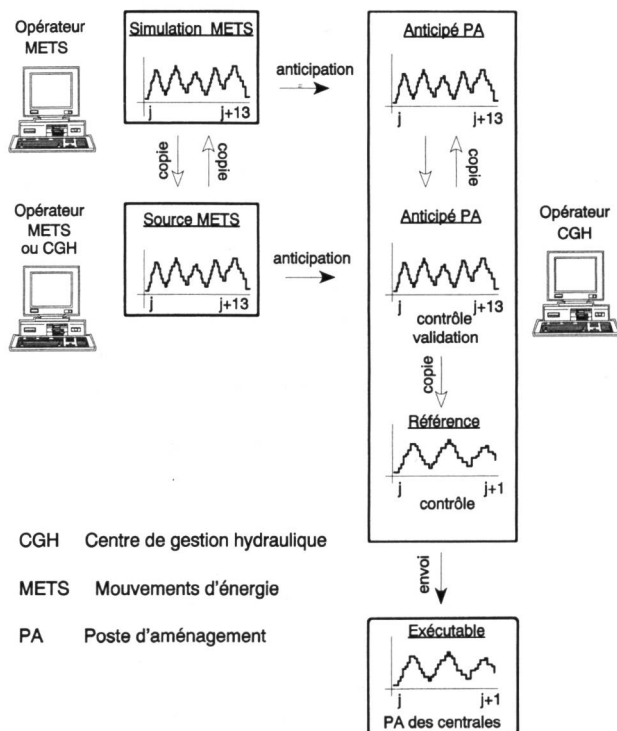 Opérateur
METS
Simulation METS
j j+13
anticipation
Anticipé PA
j j+13
copie
copie
copie
Opérateur
METS
ou CGH
Source METS
j j+13
anticipation
Anticipé PA
j j+13
contrôle
validation
Opérateur
CGH
copie
Référence
j j+1
contrôle
CGH Centre de gestion hydraulique
METS Mouvements d'énergie
PA Poste d'aménagement
envoi
Exécutable
j j+1
PA des centrales